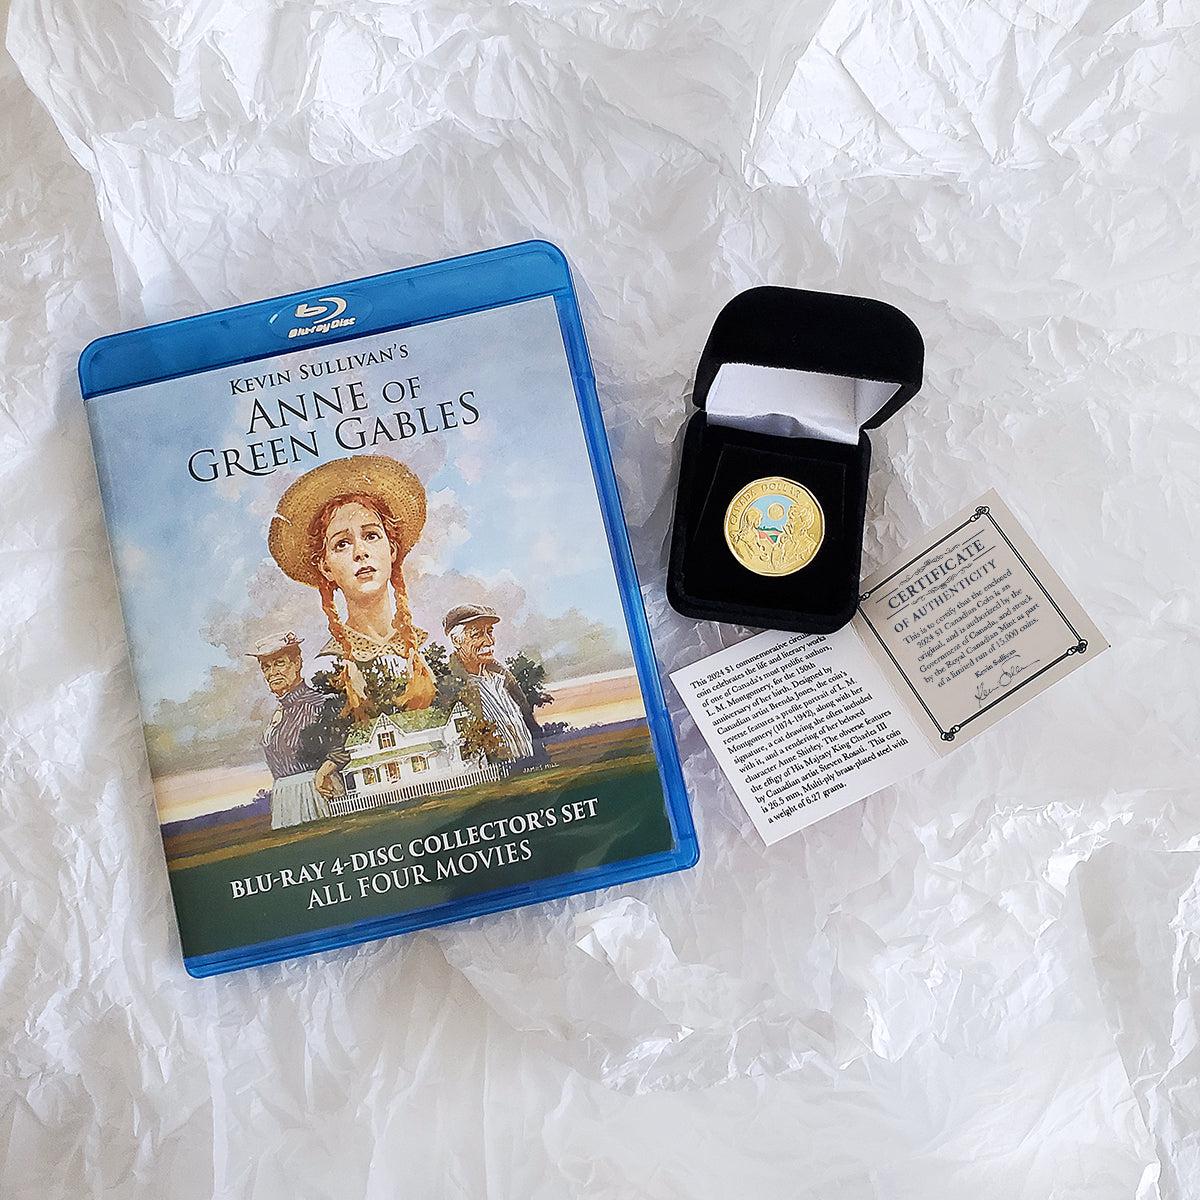 Blu-ray Disc
KEVIN SULLIVAN'S
ANNE OF
GREEN GABLES
JAMES HILL
BLU-RAY 4-DISC COLLECTOR'S SET
ALL FOUR MOVIES
CANADA DOLLAR
CERTIFICATE
OF AUTHENTICITY
This is to certify that the enclosed
2024 $1 Canadian Coin is an
original, and is authorized by the
Government of Canada, and struck
by the Royal Canadian Mint as part
of a limited run of 15,000 coins.
Kevin Sullivan
This 2024 $1 commemorative
coin celebrates the life and literary works
of one of Canada's most prolific authors,
L. M. Montgomery, for the 150th
anniversary of her birth. Designed by
Canadian artist Brenda Jones, the coin's
reverse features a profile portrait of L. M.
Montgomery (1874-1942), along with her
signature, a cat drawing she often included
with it, and a rendering of her beloved
character Anne Shirley. The obverse features
the effigy of His Majesty King Charles III
by Canadian artist Steven Rosati. This coin
is 26.5 mm, Multi-ply brass-plated steel with
a weight of 6.27 grams.